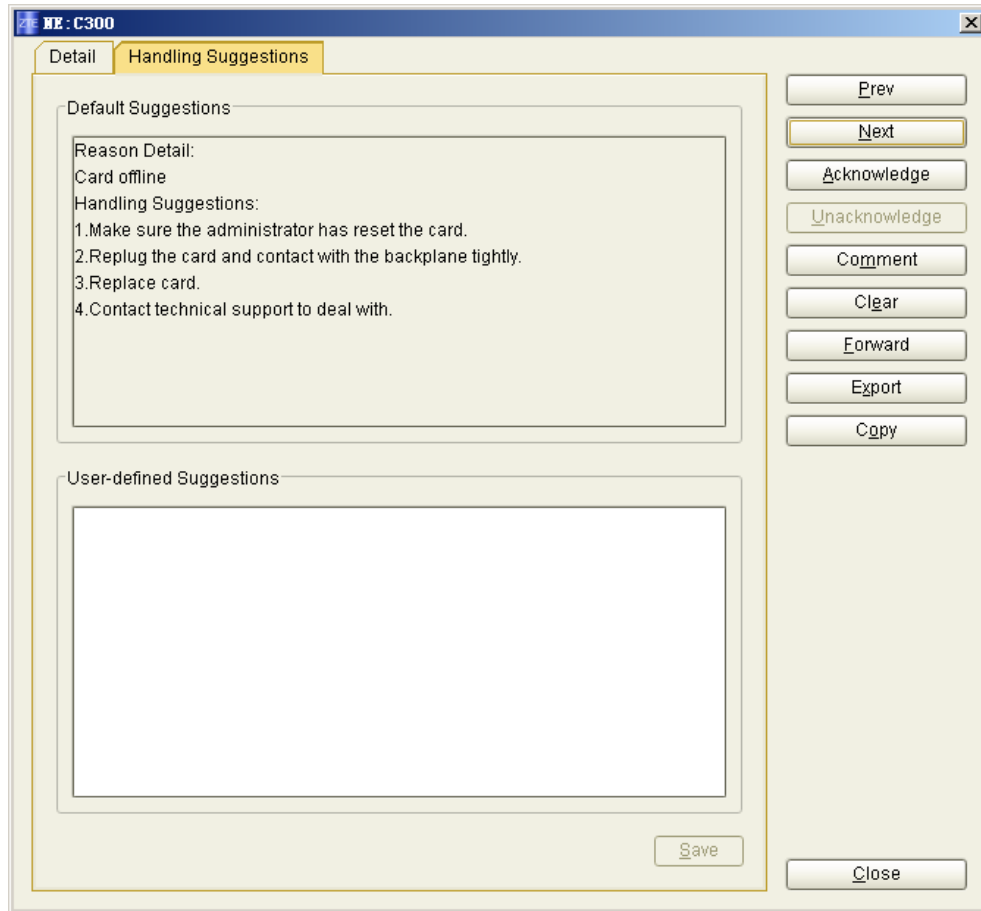 ZTE NE:C300
Detail
Handling Suggestions
Default Suggestions
Reason Detail:
Card offline
Handling Suggestions:
1.Make sure the administrator has reset the card.
2.Replug the card and contact with the backplane tightly.
3.Replace card.
4.Contact technical support to deal with.
User-defined Suggestions
Save
Prev
Next
Acknowledge
Unacknowledge
Comment
Clear
Forward
Export
Copy
Close